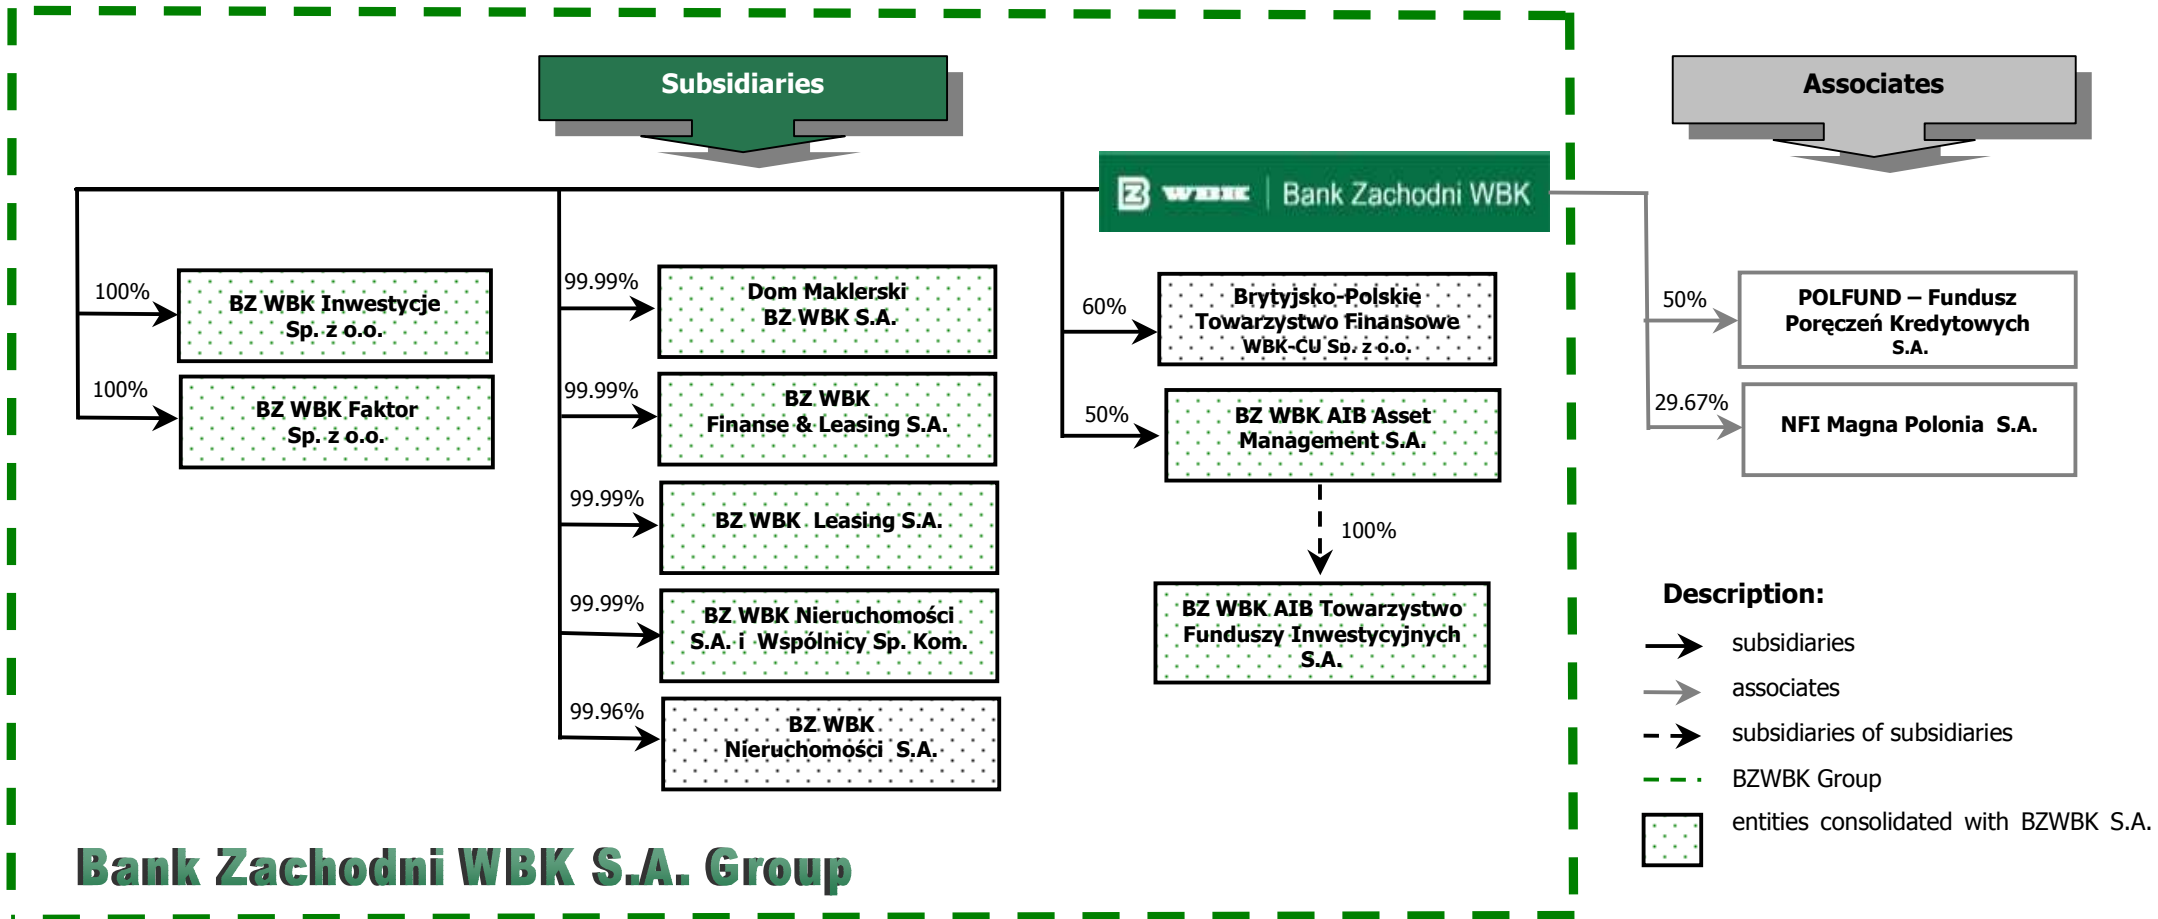 Subsidiaries
Associates
Z WBK | Bank Zachodni WBK
100%
BZ WBK Inwestycje
Sp. z o.o.
100%
BZ WBK Faktor
Sp. z o.o.
99.99%
Dom Maklerski
BZ WBK S.A.
99.99%
BZ WBK
Finanse & Leasing S.A.
99.99%
BZ WBK Leasing S.A.
99.99%
BZ WBK Nieruchomości
S.A. i Wspólnicy Sp. Kom.
99.96%
BZ WBK
Nieruchomości S.A.
60%
Brytyjsko-Polskie
Towarzystwo Finansowe
WBK-CU Sp. z o.o.
50%
BZ WBK AIB Asset
Management S.A.
100%
BZ WBK AIB Towarzystwo
Funduszy Inwestycyjnych
S.A.
50%
POLFUND – Fundusz
Poręczeń Kredytowych
S.A.
29.67%
NFI Magna Polonia S.A.
Description:
subsidiaries
associates
subsidiaries of subsidiaries
BZWBK Group
entities consolidated with BZWBK S.A.
Bank Zachodni WBK S.A. Group